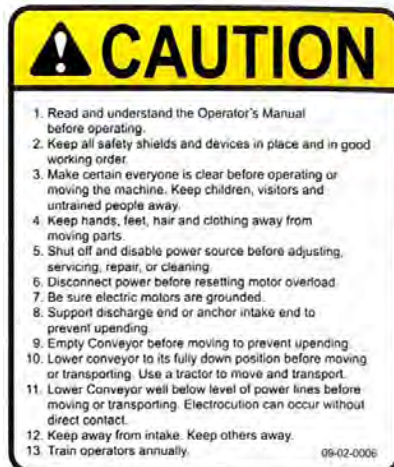 CAUTION
1. Read and understand the Operator's Manual
before operating.
2. Keep all safety shields and devices in place and in good
working order.
3. Make certain everyone is clear before operating or
moving the machine. Keep children, visitors and
untrained people away.
4. Keep hands, feet, hair and clothing away from
moving parts.
5. Shut off and disable power source before adjusting,
servicing, repair, or cleaning.
6. Disconnect power before resetting motor overload.
7. Be sure electric motors are grounded.
8. Support discharge end or anchor intake end to
prevent upending.
9. Empty Conveyor before moving to prevent upending.
10. Lower conveyor to its fully down position before moving
or transporting. Use a tractor to move and transport.
11. Lower Conveyor well below level of power lines before
moving or transporting. Electrocution can occur without
direct contact.
12. Keep away from intake. Keep others away.
13. Train operators annually. 09-02-0006